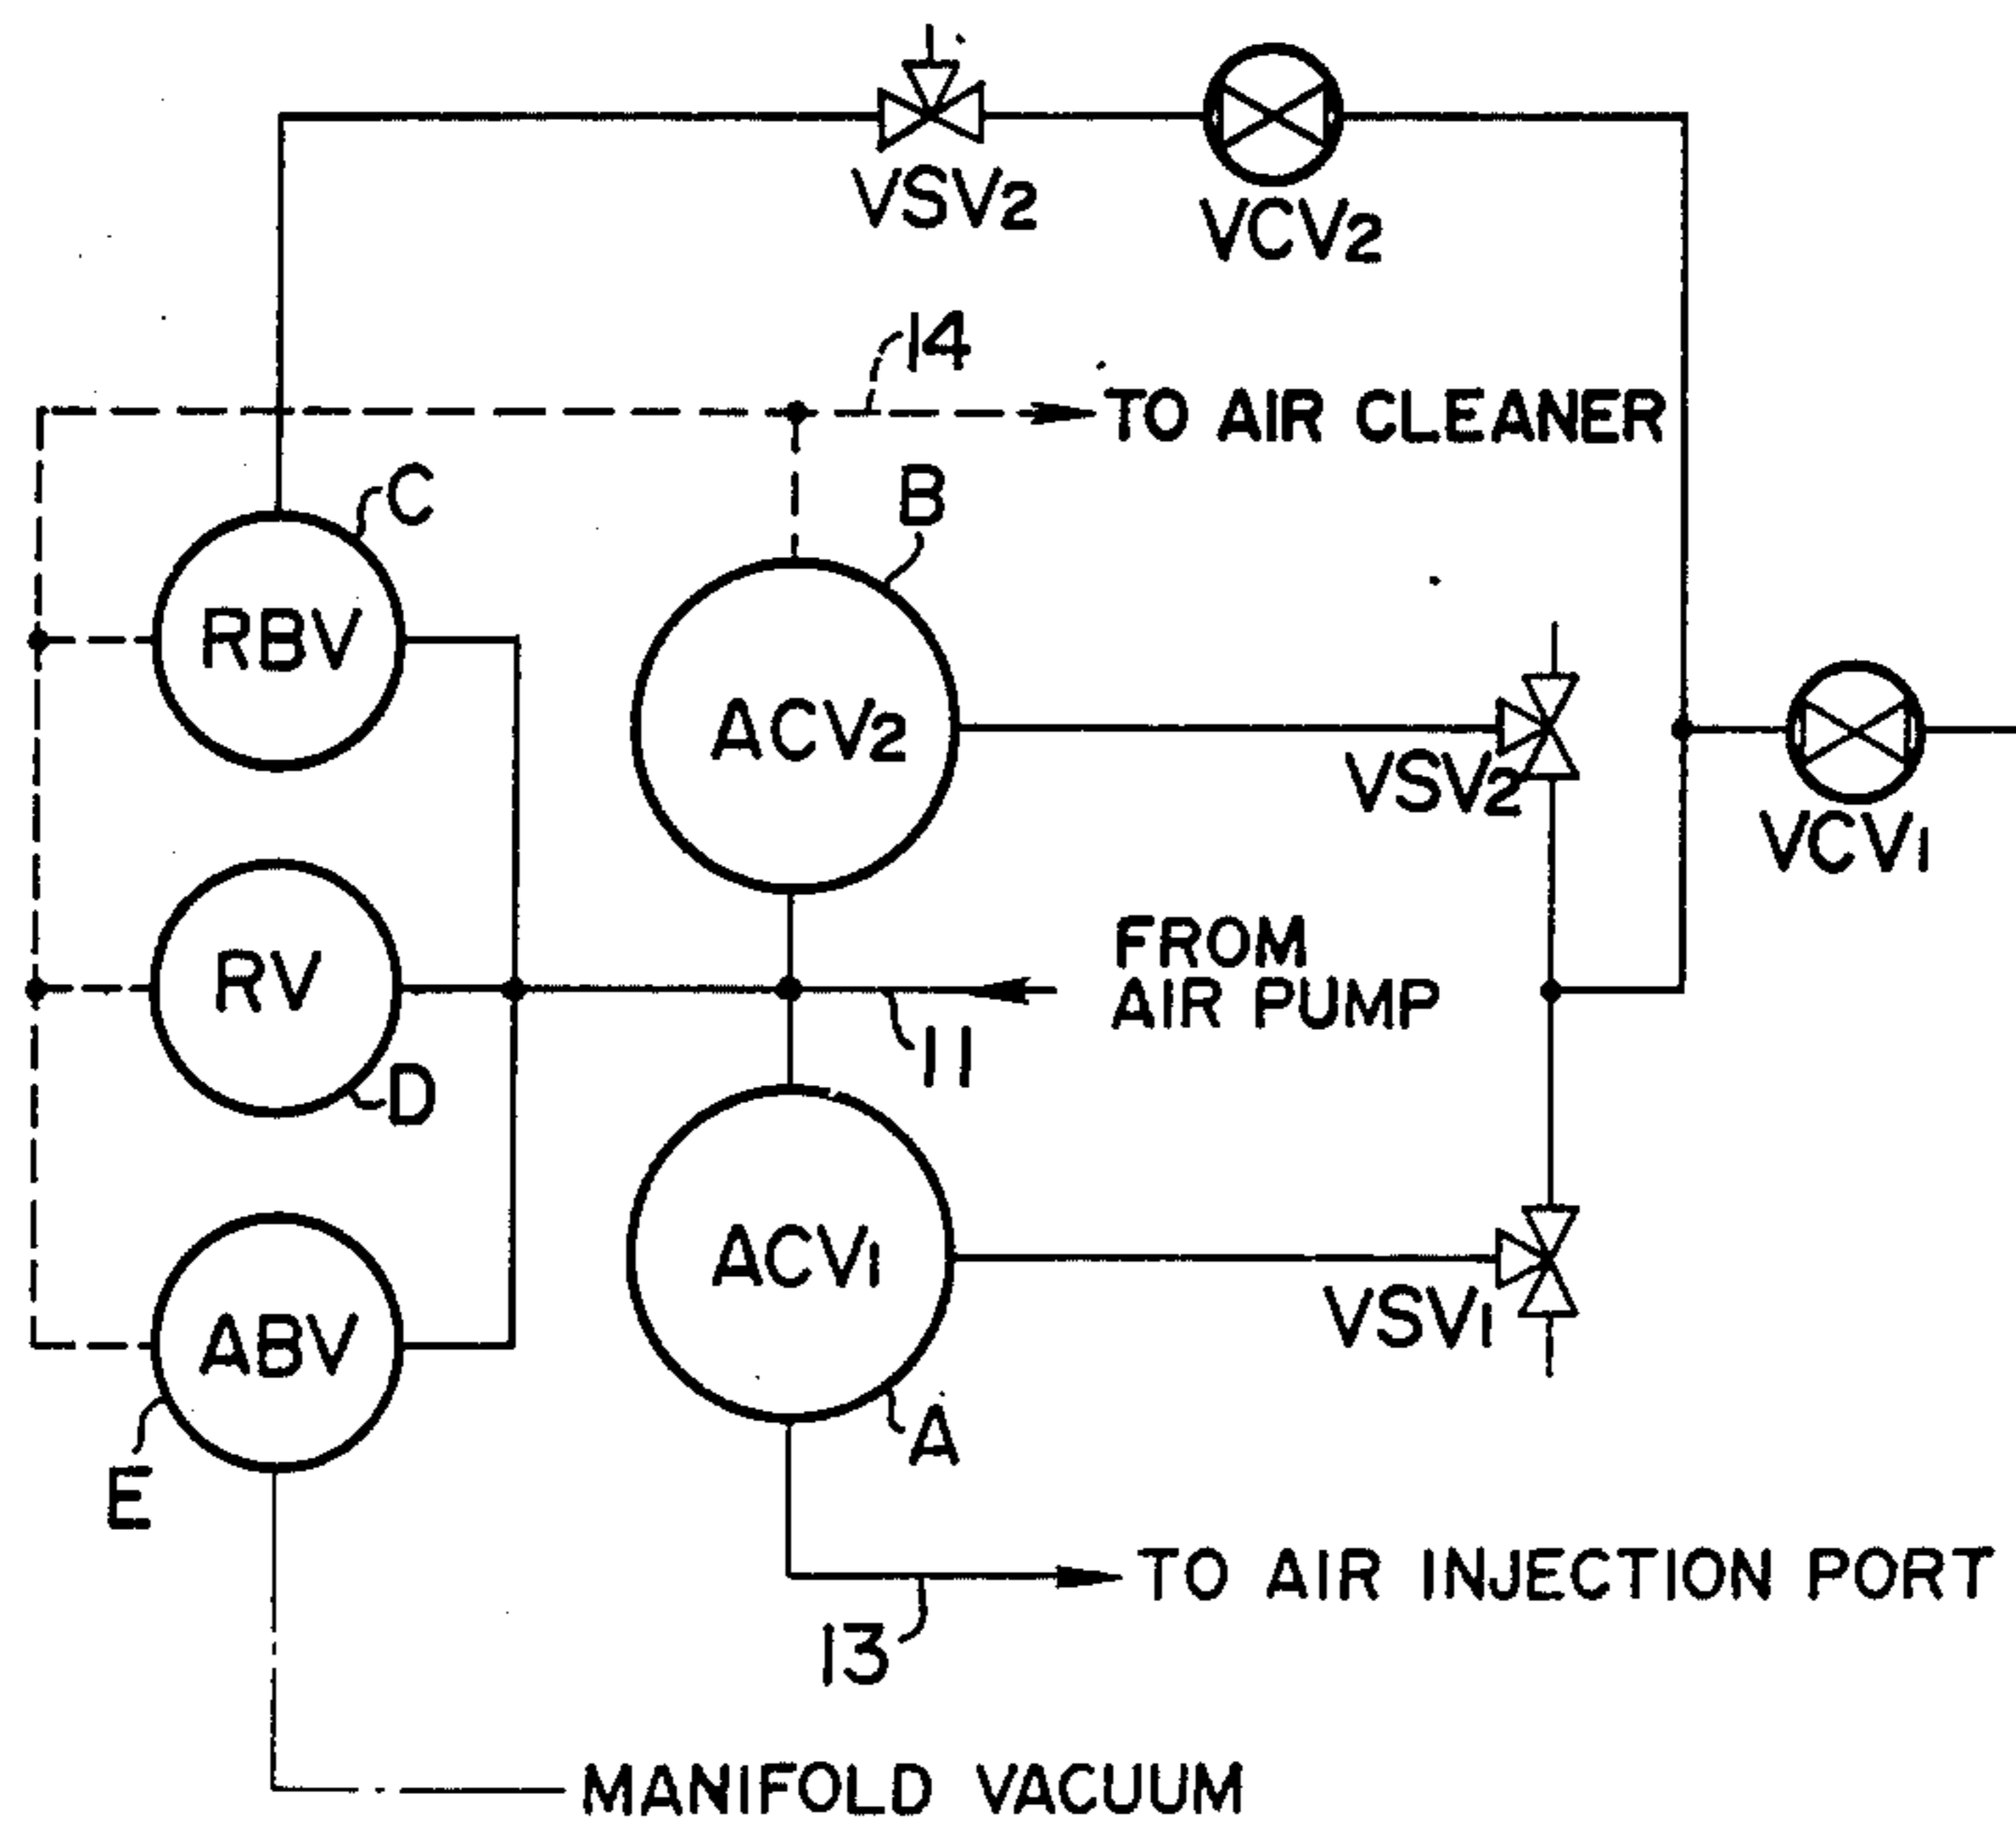 VSV2
VCV2
14
TO AIR CLEANER
C
B
RBV
ACV2
VSV2
VCV1
FROM
AIR PUMP
RV
11
D
ACV1
VSV1
ABV
A
E
TO AIR INJECTION PORT
13
MANIFOLD VACUUM